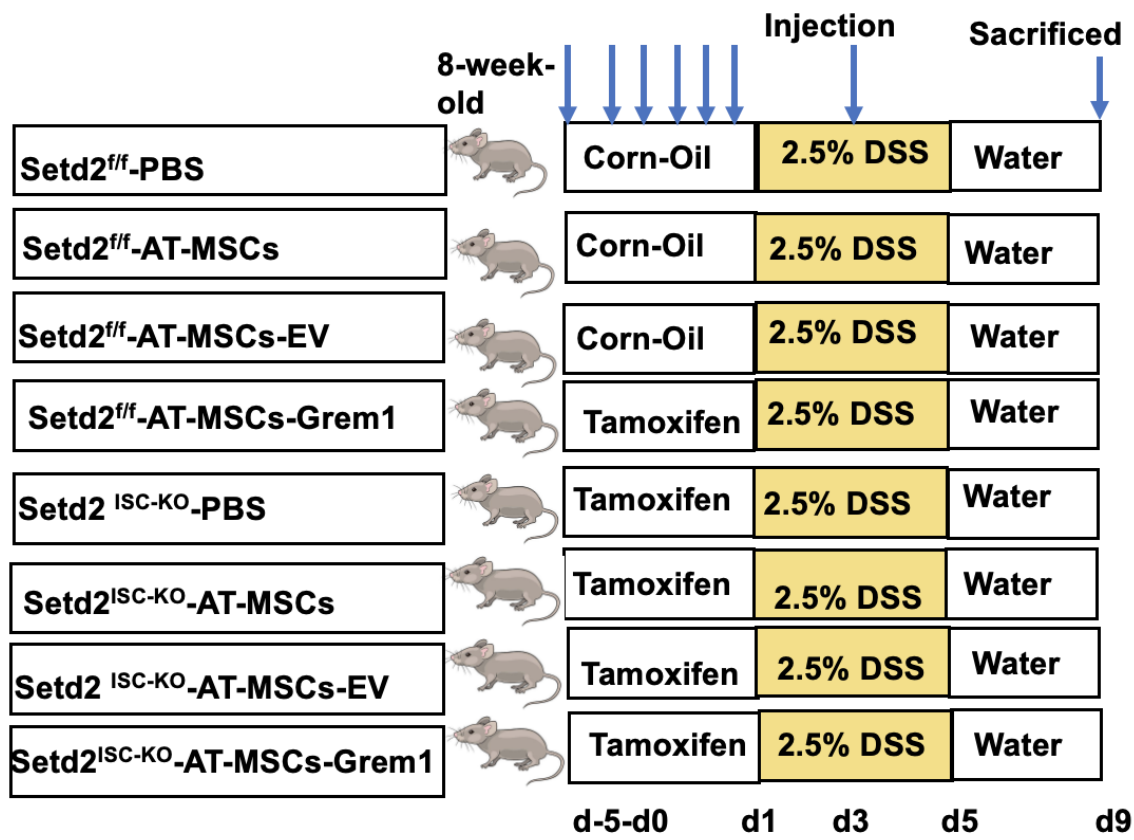 Injection
Sacrificed
8-week-
old
Setd2f/f-PBS Corn-Oil 2.5% DSS Water
Setd2f/f-AT-MSCs Corn-Oil 2.5% DSS Water
Setd2f/f-AT-MSCs-EV Corn-Oil 2.5% DSS Water
Setd2f/f-AT-MSCs-Grem1 Tamoxifen 2.5% DSS Water
Setd2 ISC-KO-PBS Tamoxifen 2.5% DSS Water
Setd2ISC-KO-AT-MSCs Tamoxifen 2.5% DSS Water
Setd2 ISC-KO-AT-MSCs-EV Tamoxifen 2.5% DSS Water
Setd2ISC-KO-AT-MSCs-Grem1 Tamoxifen 2.5% DSS Water
d-5-d0 d1 d3 d5 d9